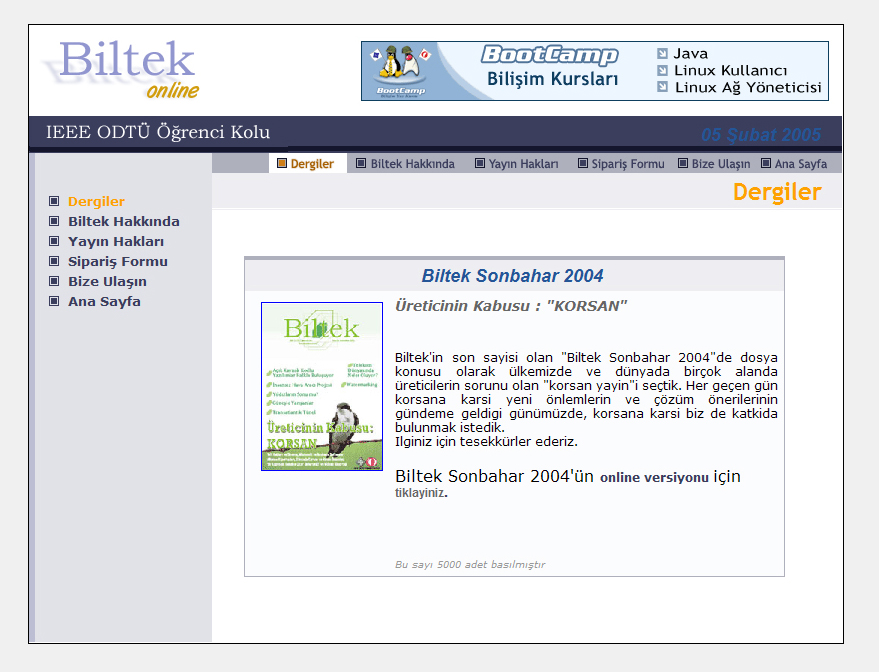 Biltek
online
BootCamp
Bilişim Kursları
Java
Linux Kullanıcı
Linux Ağ Yöneticisi
BootCamp
IEEE ODTÜ Öğrenci Kolu
05 Şubat 2005
Dergiler Biltek Hakkında Yayın Hakları Sipariş Formu Bize Ulaşın Ana Sayfa
Dergiler
Dergiler
Biltek Hakkında
Yayın Hakları
Sipariş Formu
Bize Ulaşın
Ana Sayfa
Biltek Sonbahar 2004
Biltek
Üreticinin Kabusu:
KORSAN
Üreticinin Kabusu : "KORSAN"
Biltek'in son sayisi olan "Biltek Sonbahar 2004"de dosya
konusu olarak ülkemizde ve dünyada birçok alanda
üreticilerin sorunu olan "korsan yayin"i seçtik. Her geçen gün
korsana karsi yeni önlemlerin ve çözüm önerilerinin
gündeme geldigi günümüzde, korsana karsi biz de katkida
bulunmak istedik.
Ilginiz için tesekkürler ederiz.
Biltek Sonbahar 2004'ün online versiyonu için
tiklayiniz.
Bu sayı 5000 adet basılmıştır